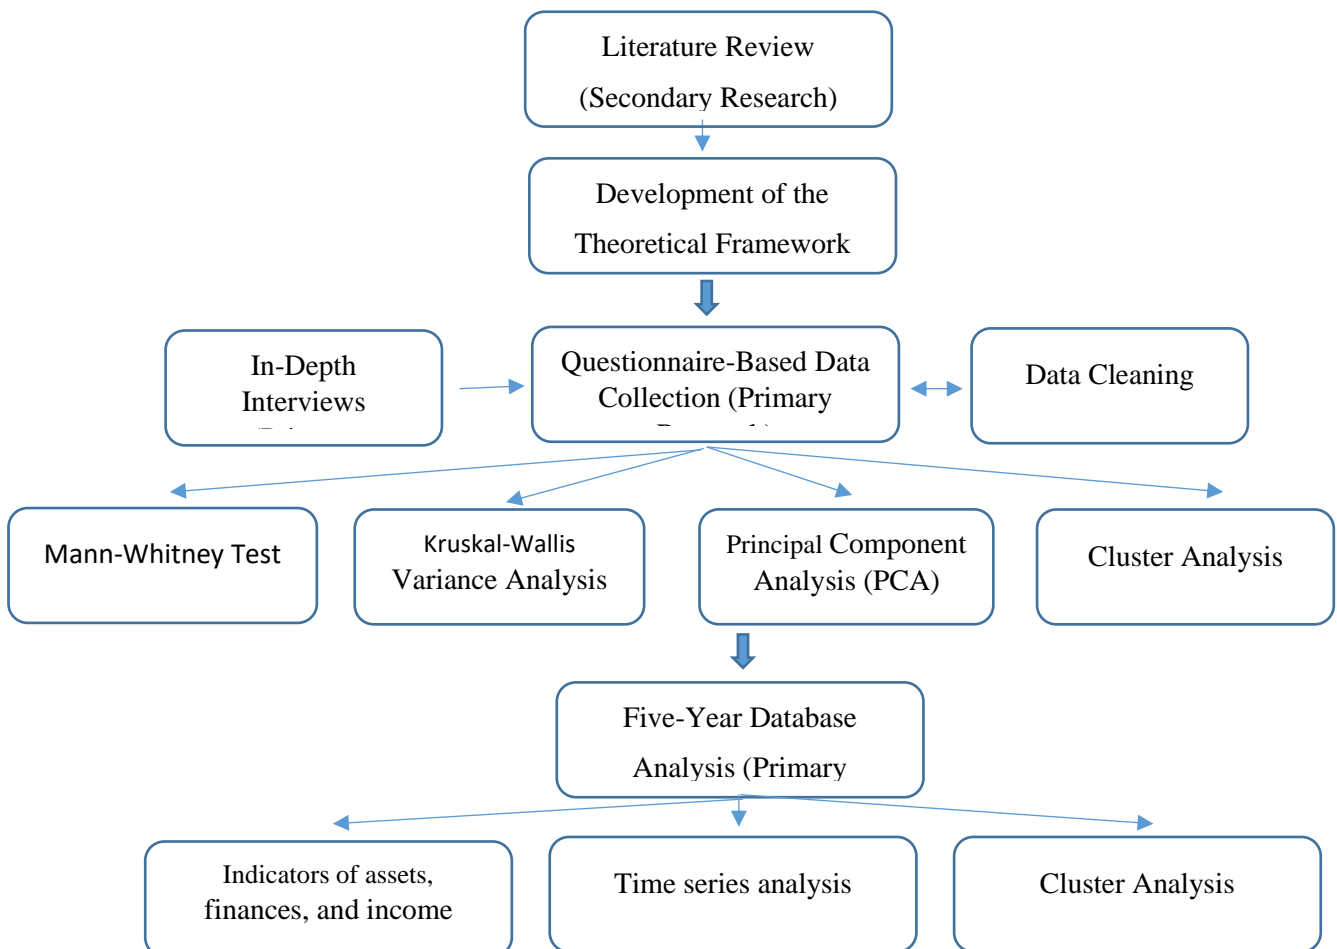 Literature Review
(Secondary Research)
Development of the
Theoretical Framework
In-Depth
Interviews
Questionnaire-Based Data
Collection (Primary
Data Cleaning
Mann-Whitney Test
Kruskal-Wallis
Variance Analysis
Principal Component
Analysis (PCA)
Cluster Analysis
Five-Year Database
Analysis (Primary
Indicators of assets,
finances, and income
Time series analysis
Cluster Analysis